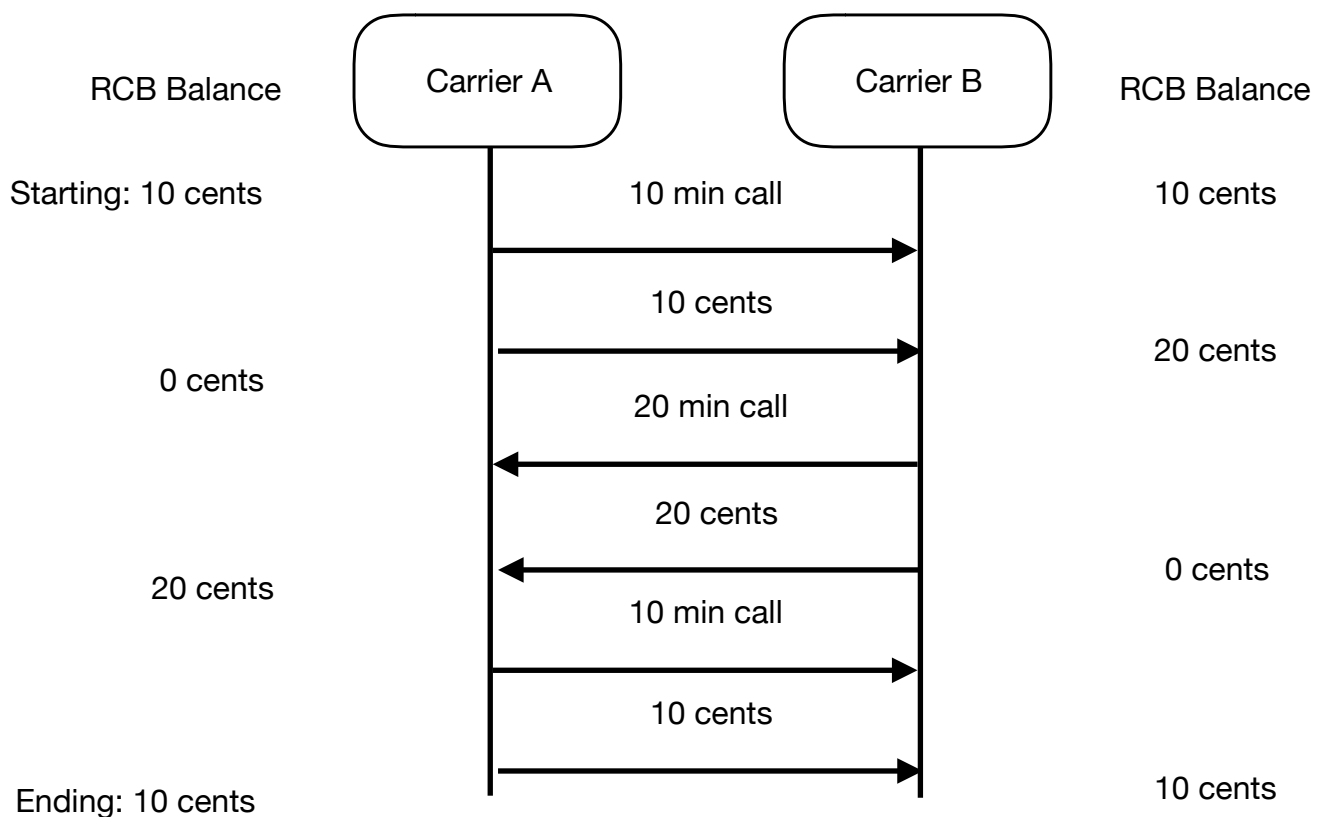 RCB Balance
Carrier A
Carrier B
RCB Balance
Starting: 10 cents
10 min call
10 cents
10 cents
0 cents
20 cents
20 min call
20 cents
20 cents
0 cents
10 min call
10 cents
Ending: 10 cents
10 cents